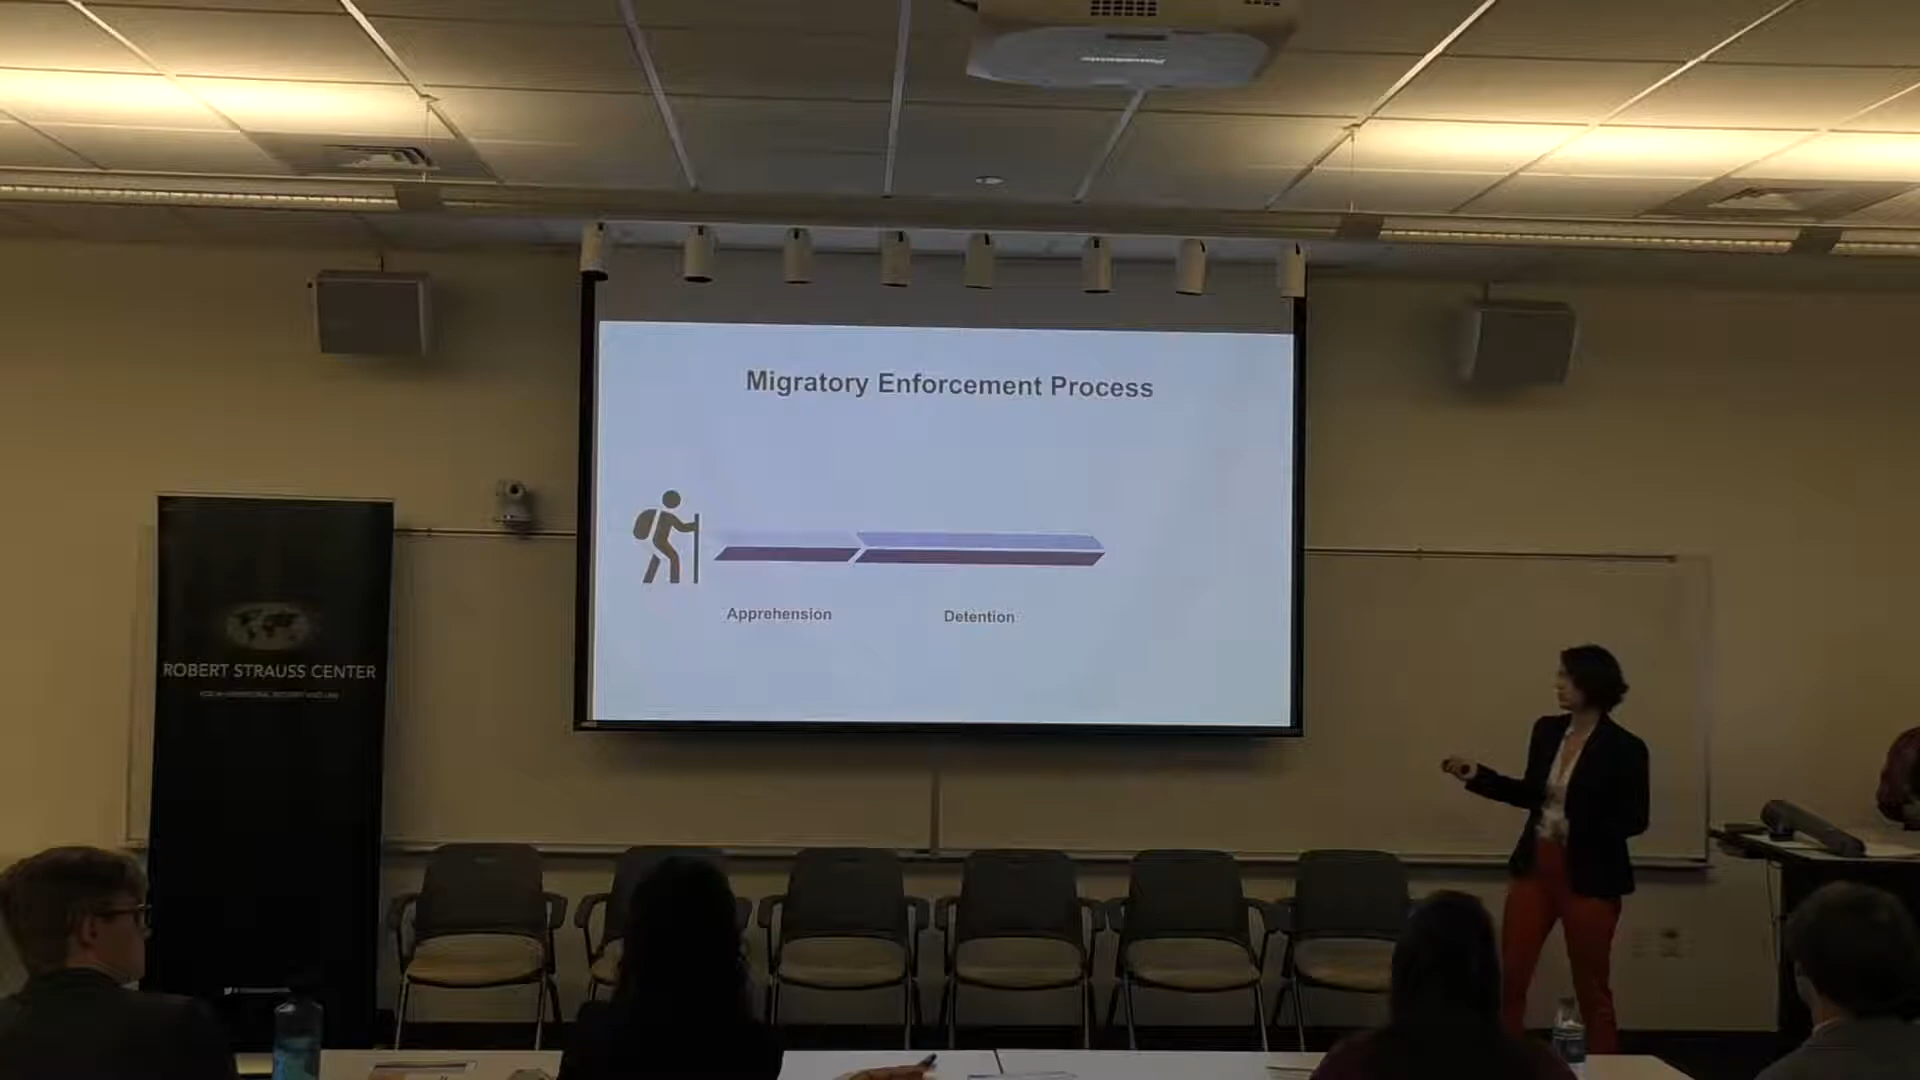 Migratory Enforcement Process
Apprehension
Detention
ROBERT STRAUSS CENTER